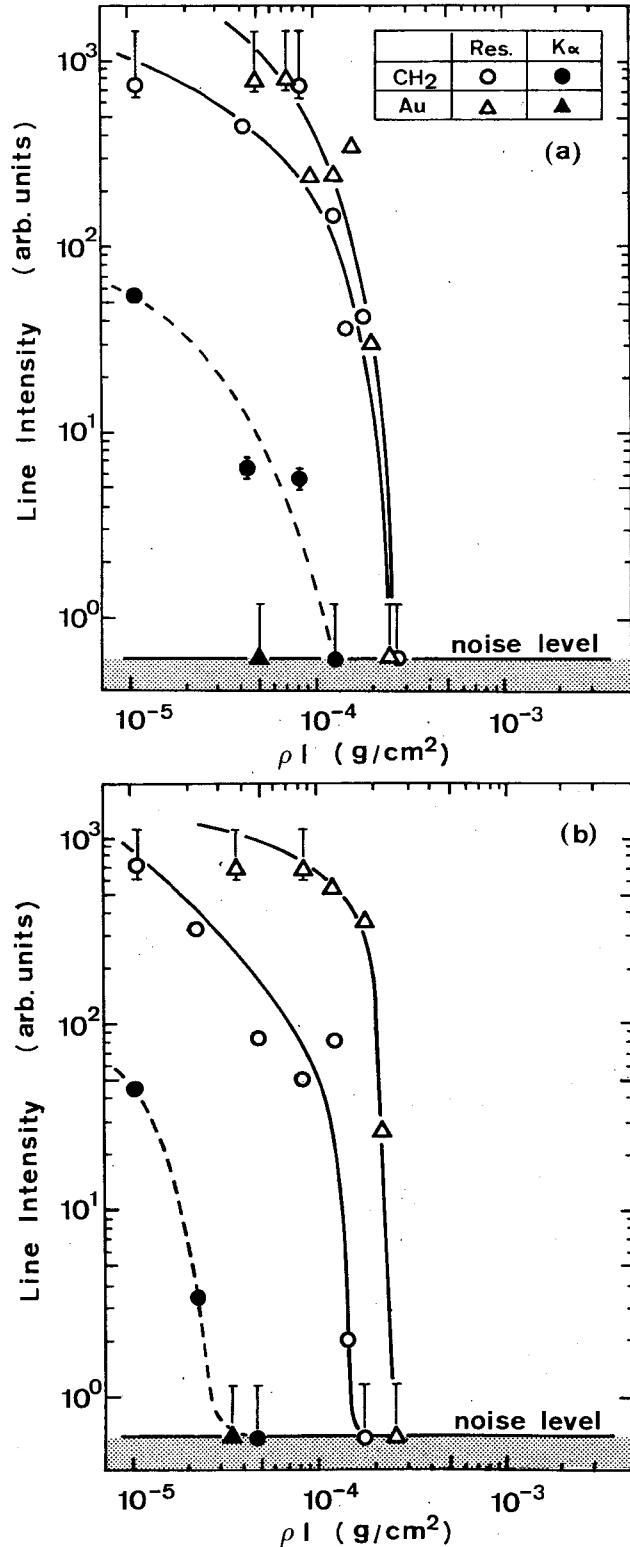 Res. Kα
CH₂
Au
(a)
10³
10²
10¹
10⁰
Line Intensity (arb. units)
noise level
10⁻⁵ 10⁻⁴ 10⁻³
ρl (g/cm²)
(b)
10³
10²
10¹
10⁰
Line Intensity (arb. units)
noise level
10⁻⁵ 10⁻⁴ 10⁻³
ρl (g/cm²)